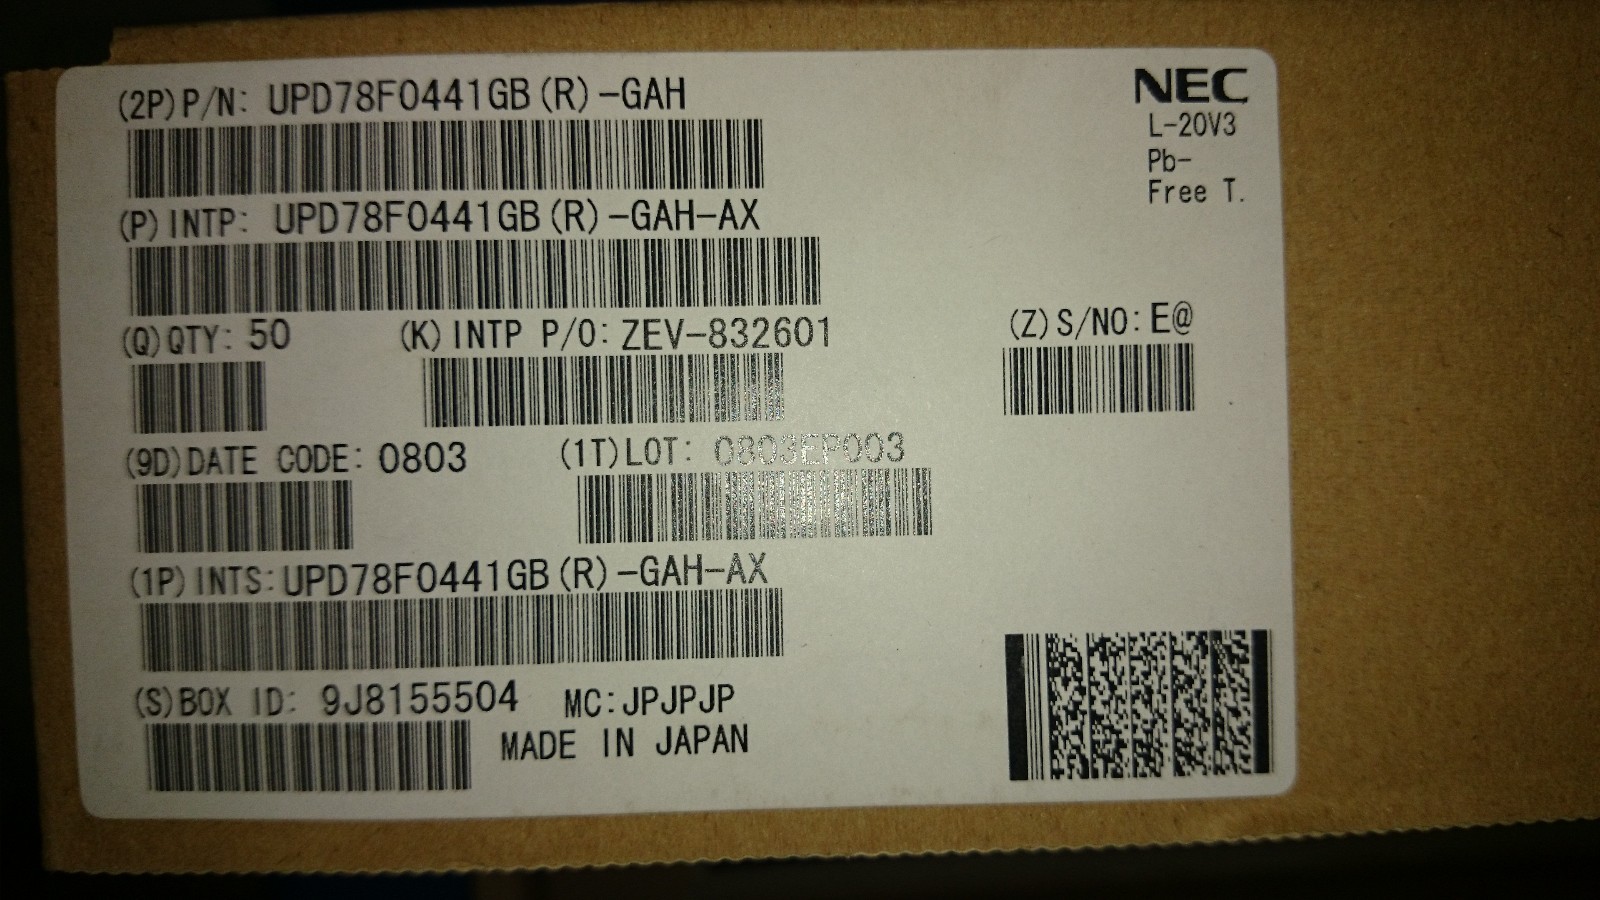 (2P)P/N: UPD78F0441GB(R)-GAH
NEC
L-20V3
Pb-
Free T.
(P)INTP: UPD78F0441GB(R)-GAH-AX
(Q)QTY: 50 (K)INTP P/O: ZEV-832601 (Z)S/NO: E@
(9D)DATE CODE: 0803 (1T)LOT: 0803EP003
(1P)INTS:UPD78F0441GB(R)-GAH-AX
(S)BOX ID: 9J8155504 MC:JPJPJP
MADE IN JAPAN